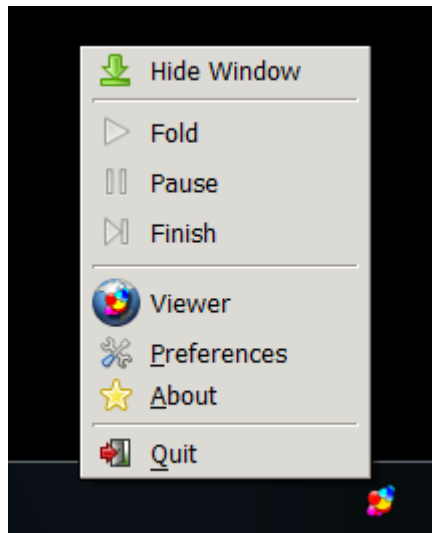 Hide Window
Fold
Pause
Finish
Viewer
Preferences
About
Quit